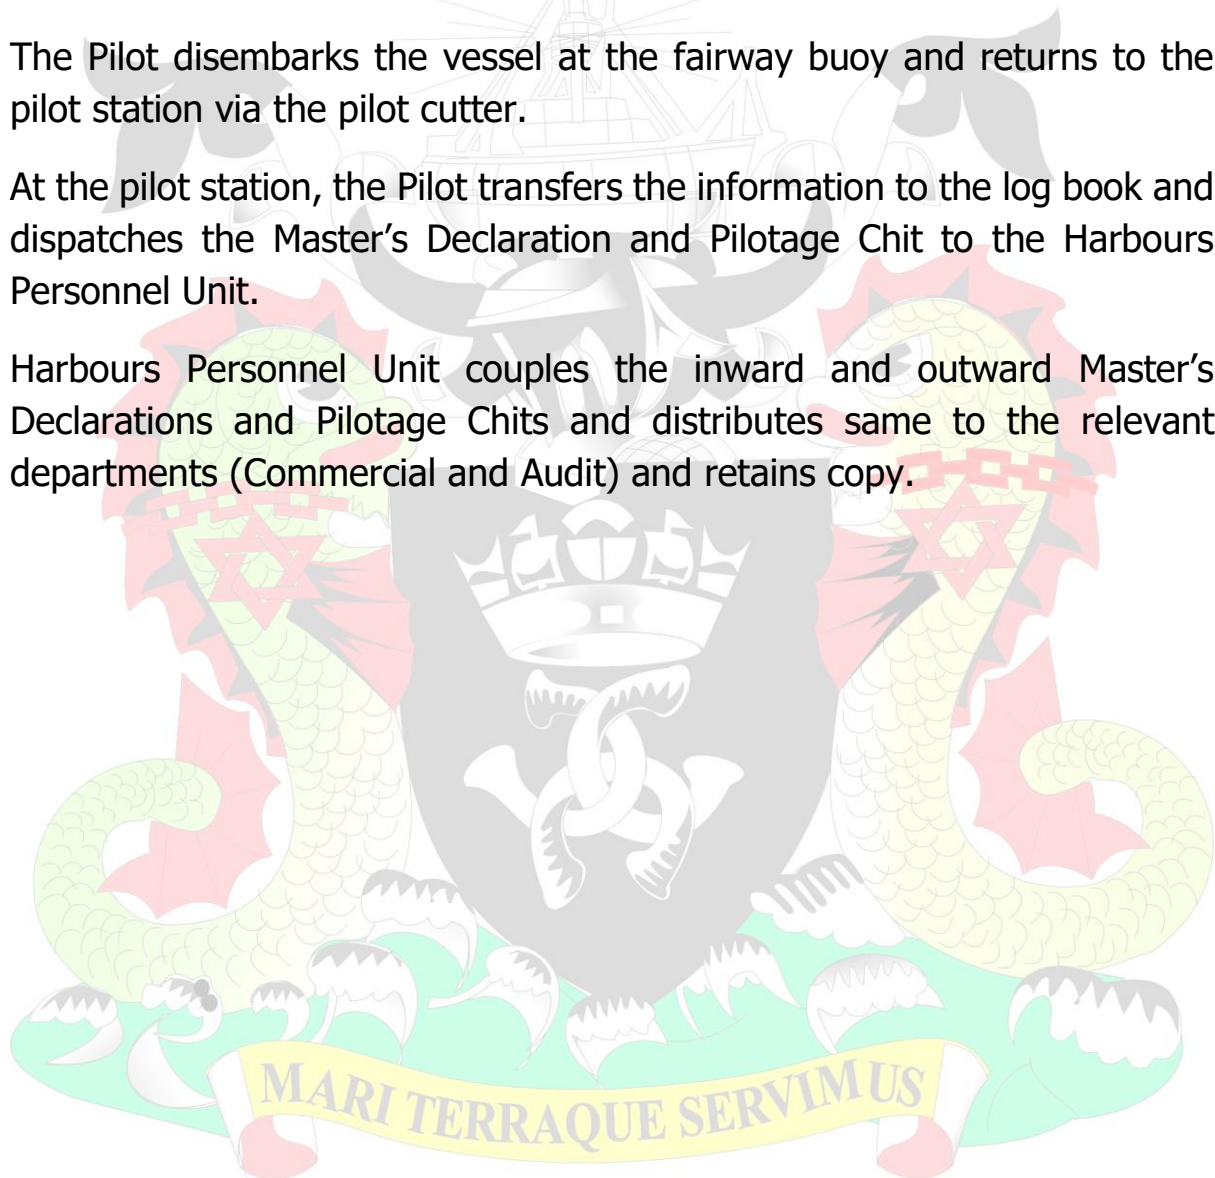 The Pilot disembarks the vessel at the fairway buoy and returns to the
pilot station via the pilot cutter.
At the pilot station, the Pilot transfers the information to the log book and
dispatches the Master’s Declaration and Pilotage Chit to the Harbours
Personnel Unit.
Harbours Personnel Unit couples the inward and outward Master’s
Declarations and Pilotage Chits and distributes same to the relevant
departments (Commercial and Audit) and retains copy.
MARI TERRAQUE SERVIMUS